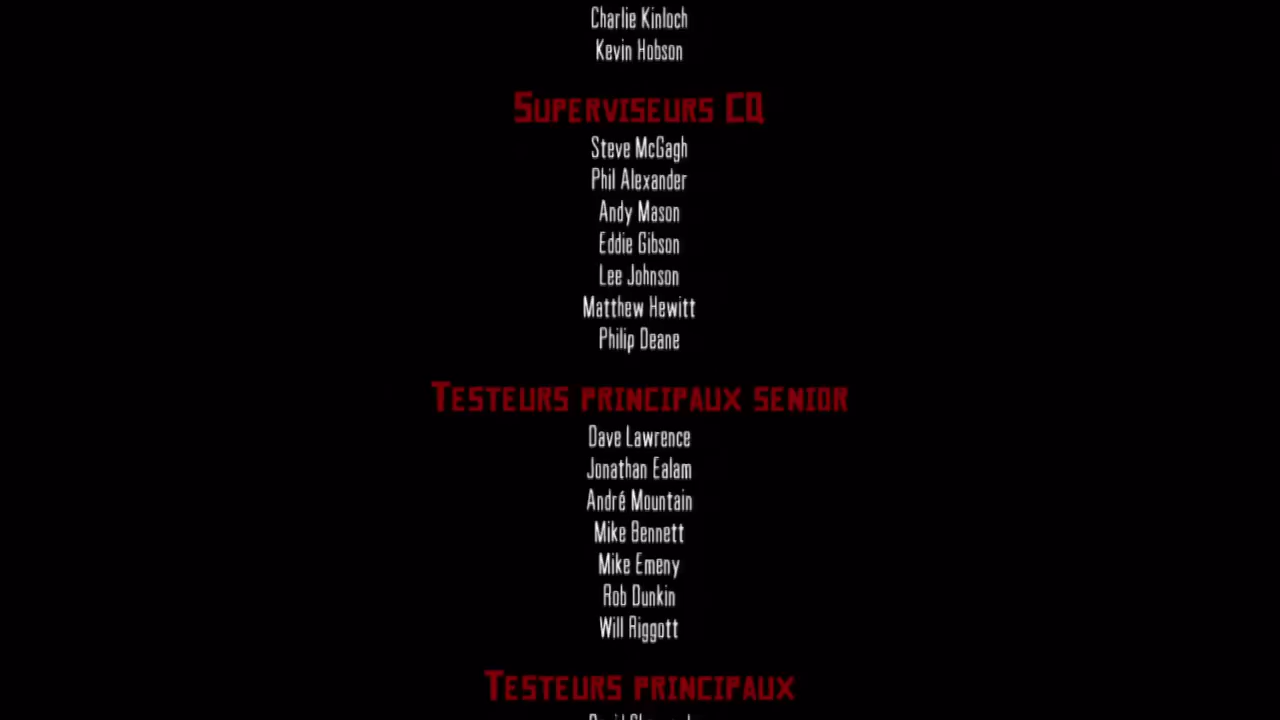 Charlie Kinloch
Kevin Hobson
Superviseurs CQ
Steve McGagh
Phil Alexander
Andy Mason
Eddie Gibson
Lee Johnson
Matthew Hewitt
Philip Deane
Testeurs principaux senior
Dave Lawrence
Jonathan Ealam
André Mountain
Mike Bennett
Mike Emeny
Rob Dunkin
Will Riggott
Testeurs principaux